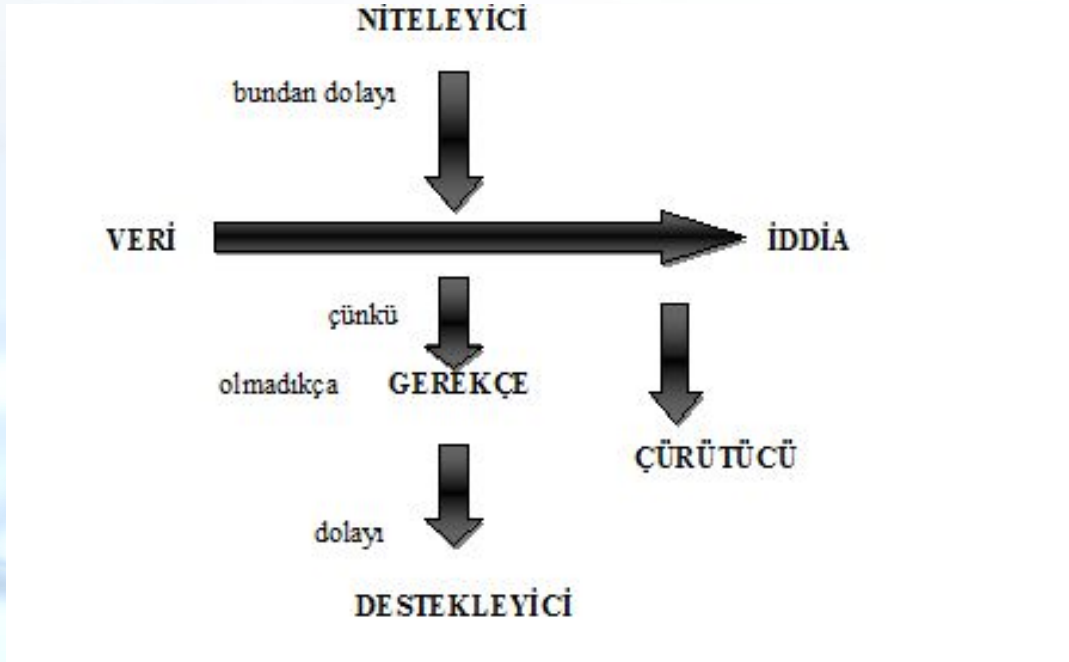 NİTELEYİCİ
bundan dolayı
VERİ
İDDİA
çünkü
olmadıkça
GEREKÇE
ÇÜRÜTÜCÜ
dolayı
DESTEKLEYİCİ